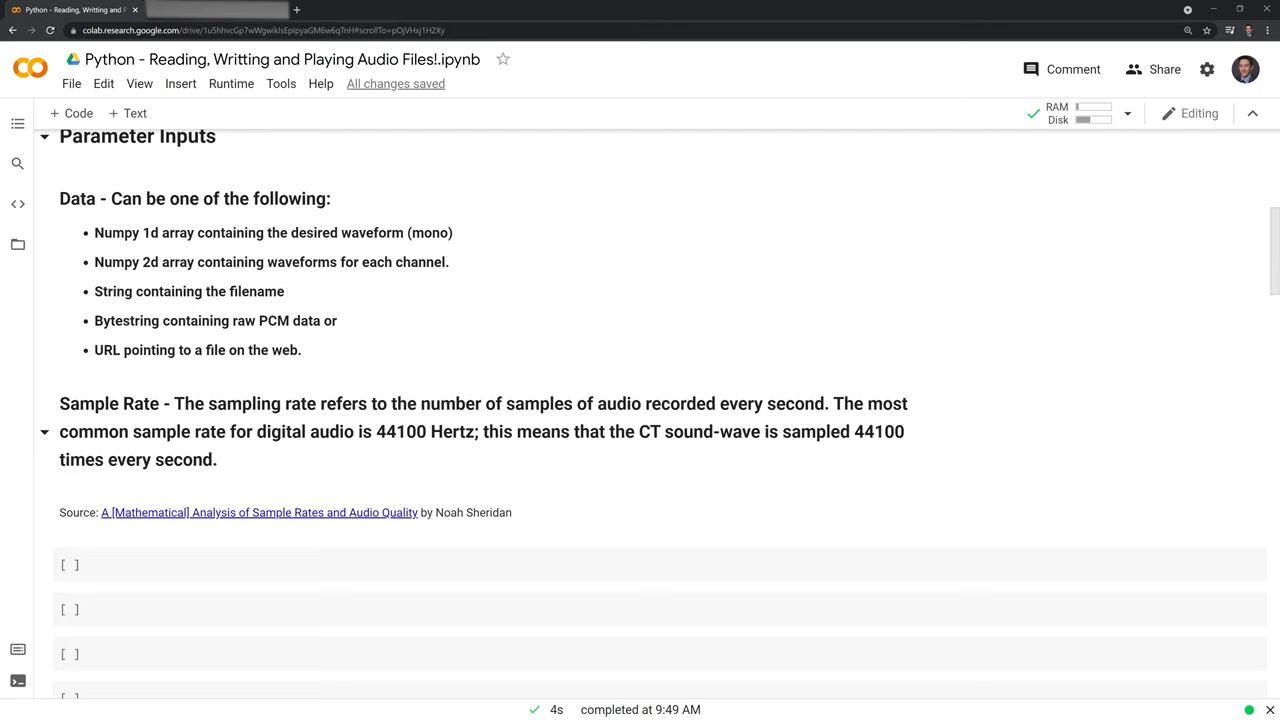 Python - Reading, Writting and P
colab.research.google.com/drive/1u5hhvcGp7wWgwiklsEpIpyaGM6w6qTnH#scrollTo=pOjVHxj1H2Xy
Python - Reading, Writting and Playing Audio Files!.ipynb
Comment
Share
File Edit View Insert Runtime Tools Help All changes saved
+ Code + Text
RAM
Disk
Editing
Parameter Inputs
Data - Can be one of the following:
• Numpy 1d array containing the desired waveform (mono)
• Numpy 2d array containing waveforms for each channel.
• String containing the filename
• Bytestring containing raw PCM data or
• URL pointing to a file on the web.
Sample Rate - The sampling rate refers to the number of samples of audio recorded every second. The most
common sample rate for digital audio is 44100 Hertz; this means that the CT sound-wave is sampled 44100
times every second.
Source: A [Mathematical] Analysis of Sample Rates and Audio Quality by Noah Sheridan
[ ]
[ ]
[ ]
[ ]
4s completed at 9:49 AM